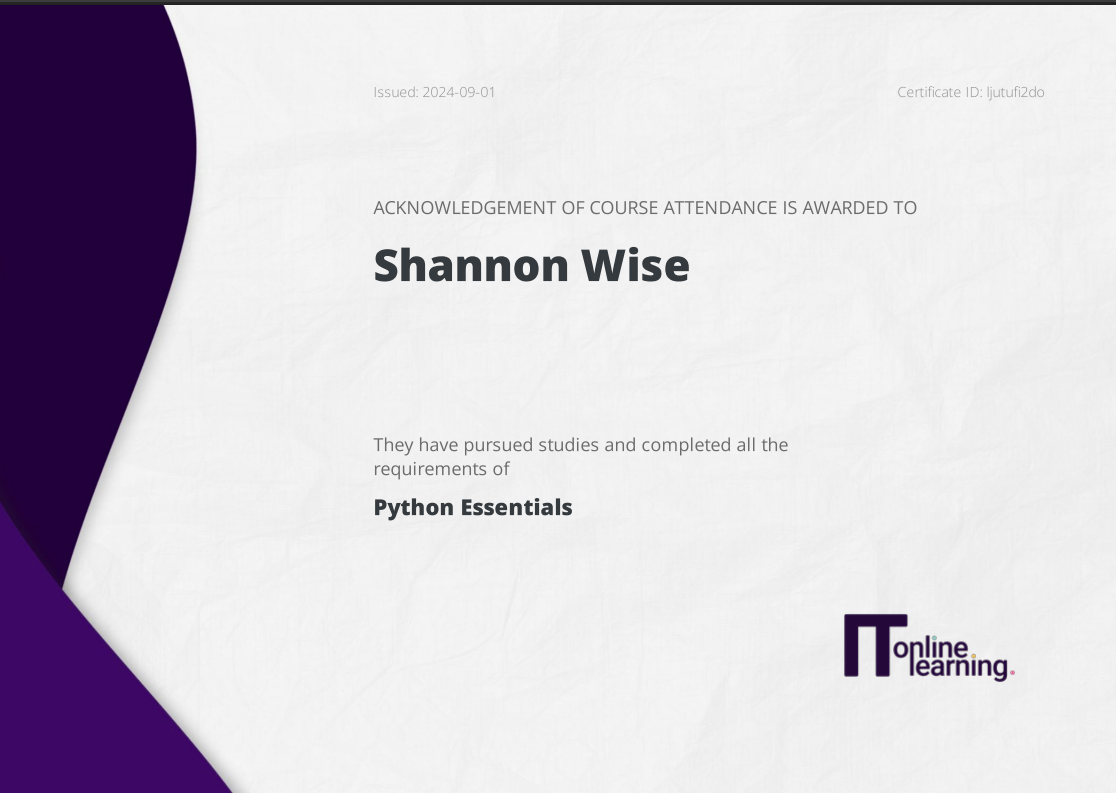 Issued: 2024-09-01
Certificate ID: ljutufi2do
ACKNOWLEDGEMENT OF COURSE ATTENDANCE IS AWARDED TO
Shannon Wise
They have pursued studies and completed all the
requirements of
Python Essentials
IT online
learning.